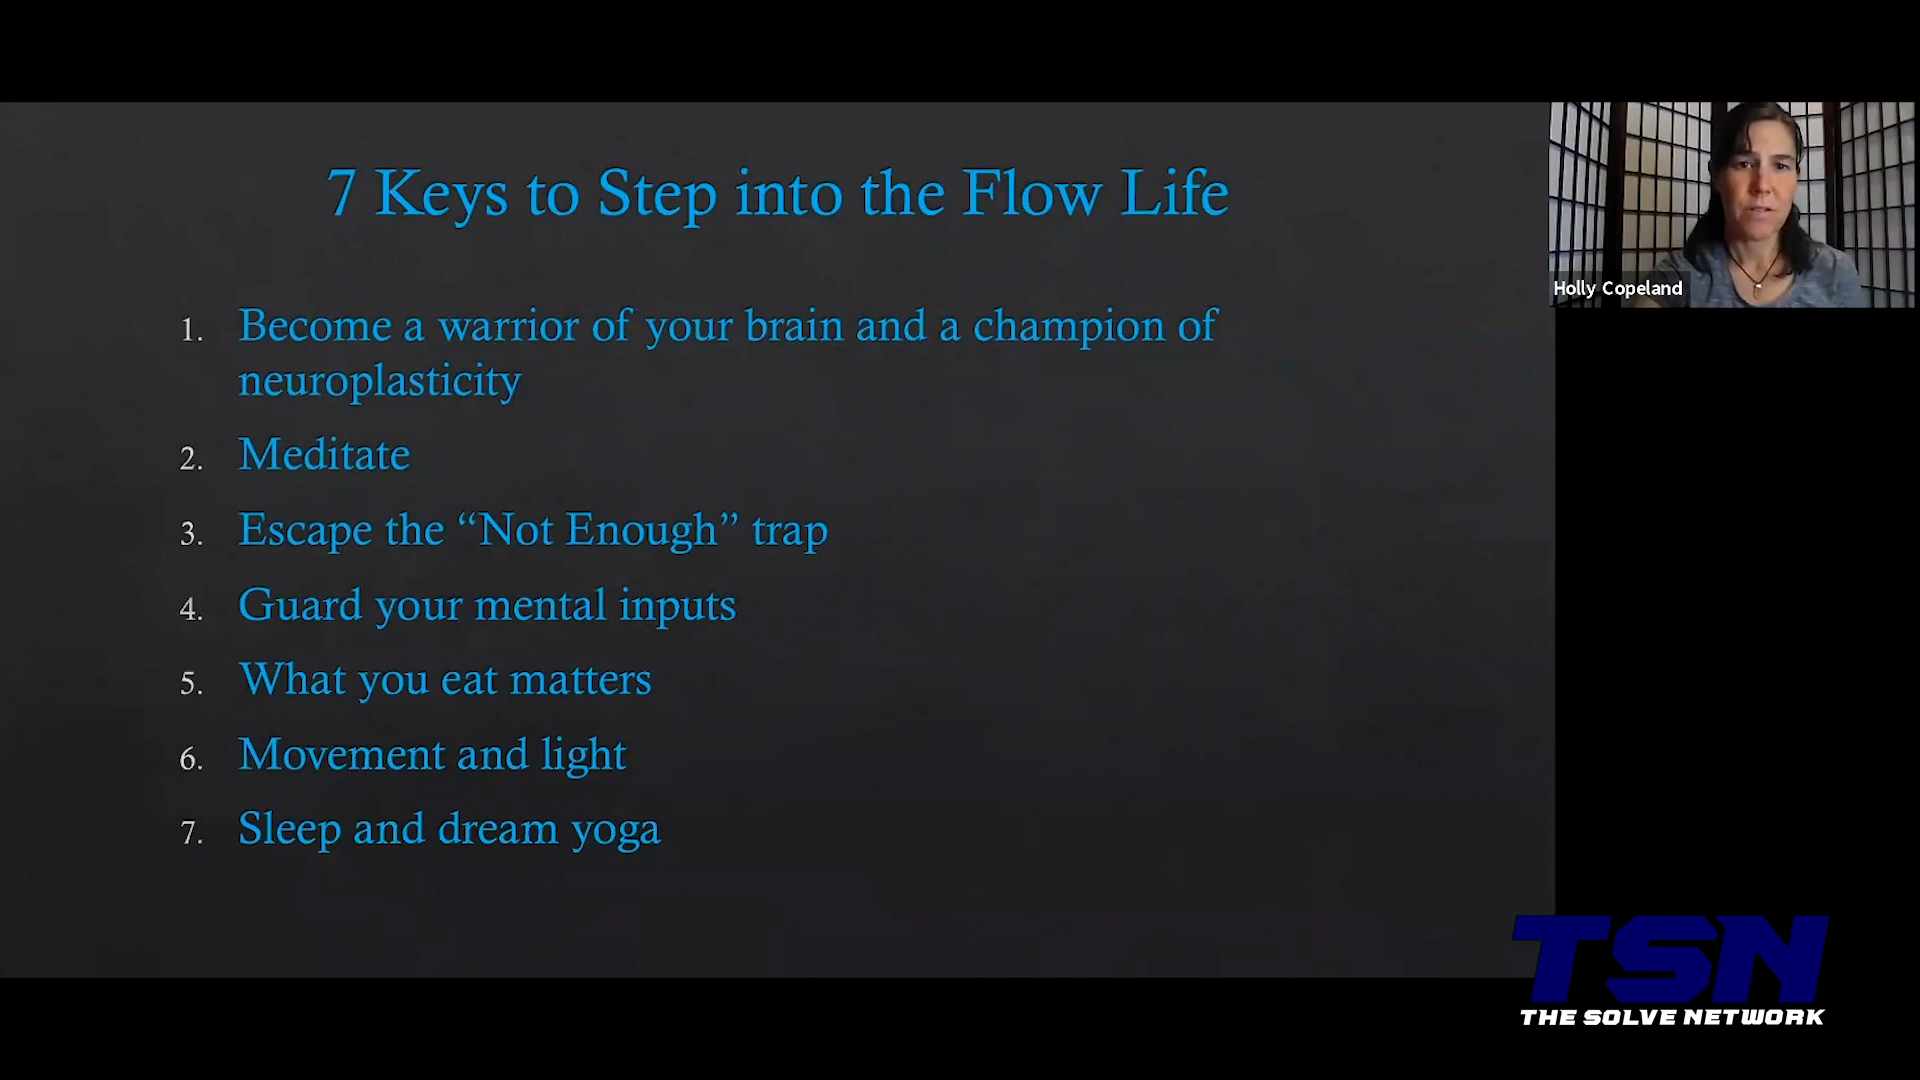 7 Keys to Step into the Flow Life
1. Become a warrior of your brain and a champion of
neuroplasticity
2. Meditate
3. Escape the “Not Enough” trap
4. Guard your mental inputs
5. What you eat matters
6. Movement and light
7. Sleep and dream yoga
Holly Copeland
TSN
THE SOLVE NETWORK